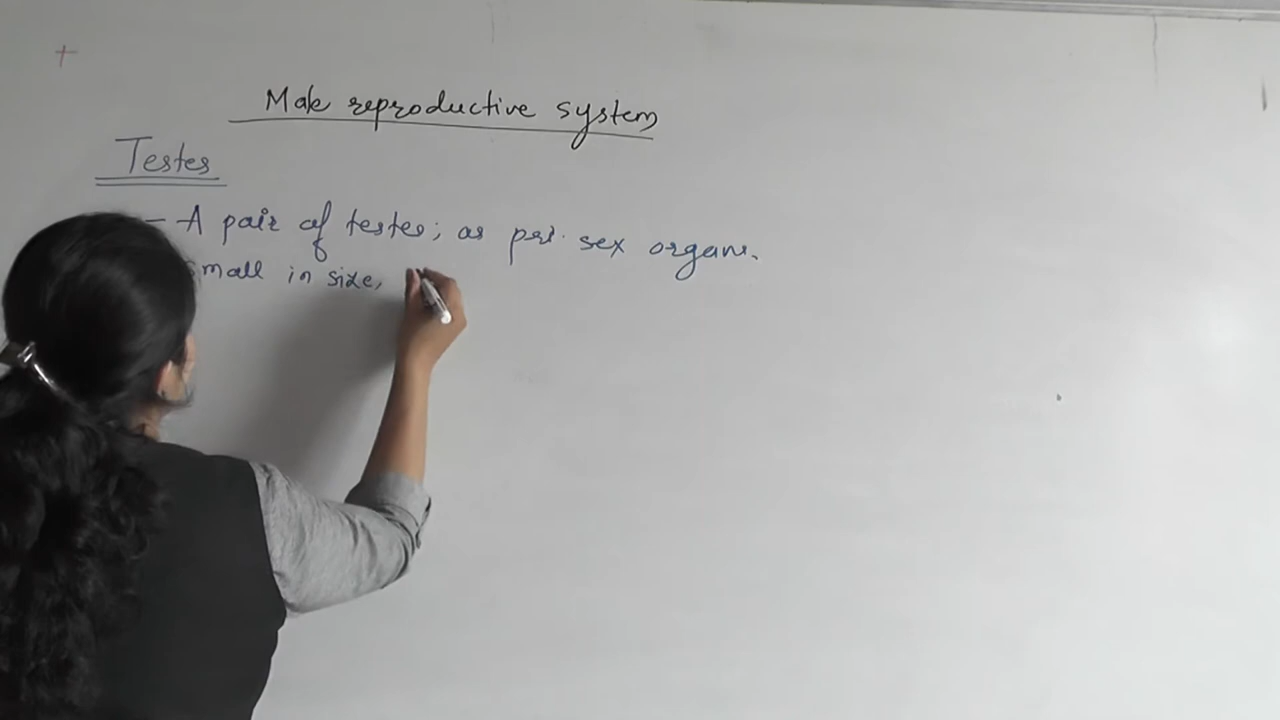 Male reproductive system
Testes
- A pair of testes; as pri. sex organs.
small in size,